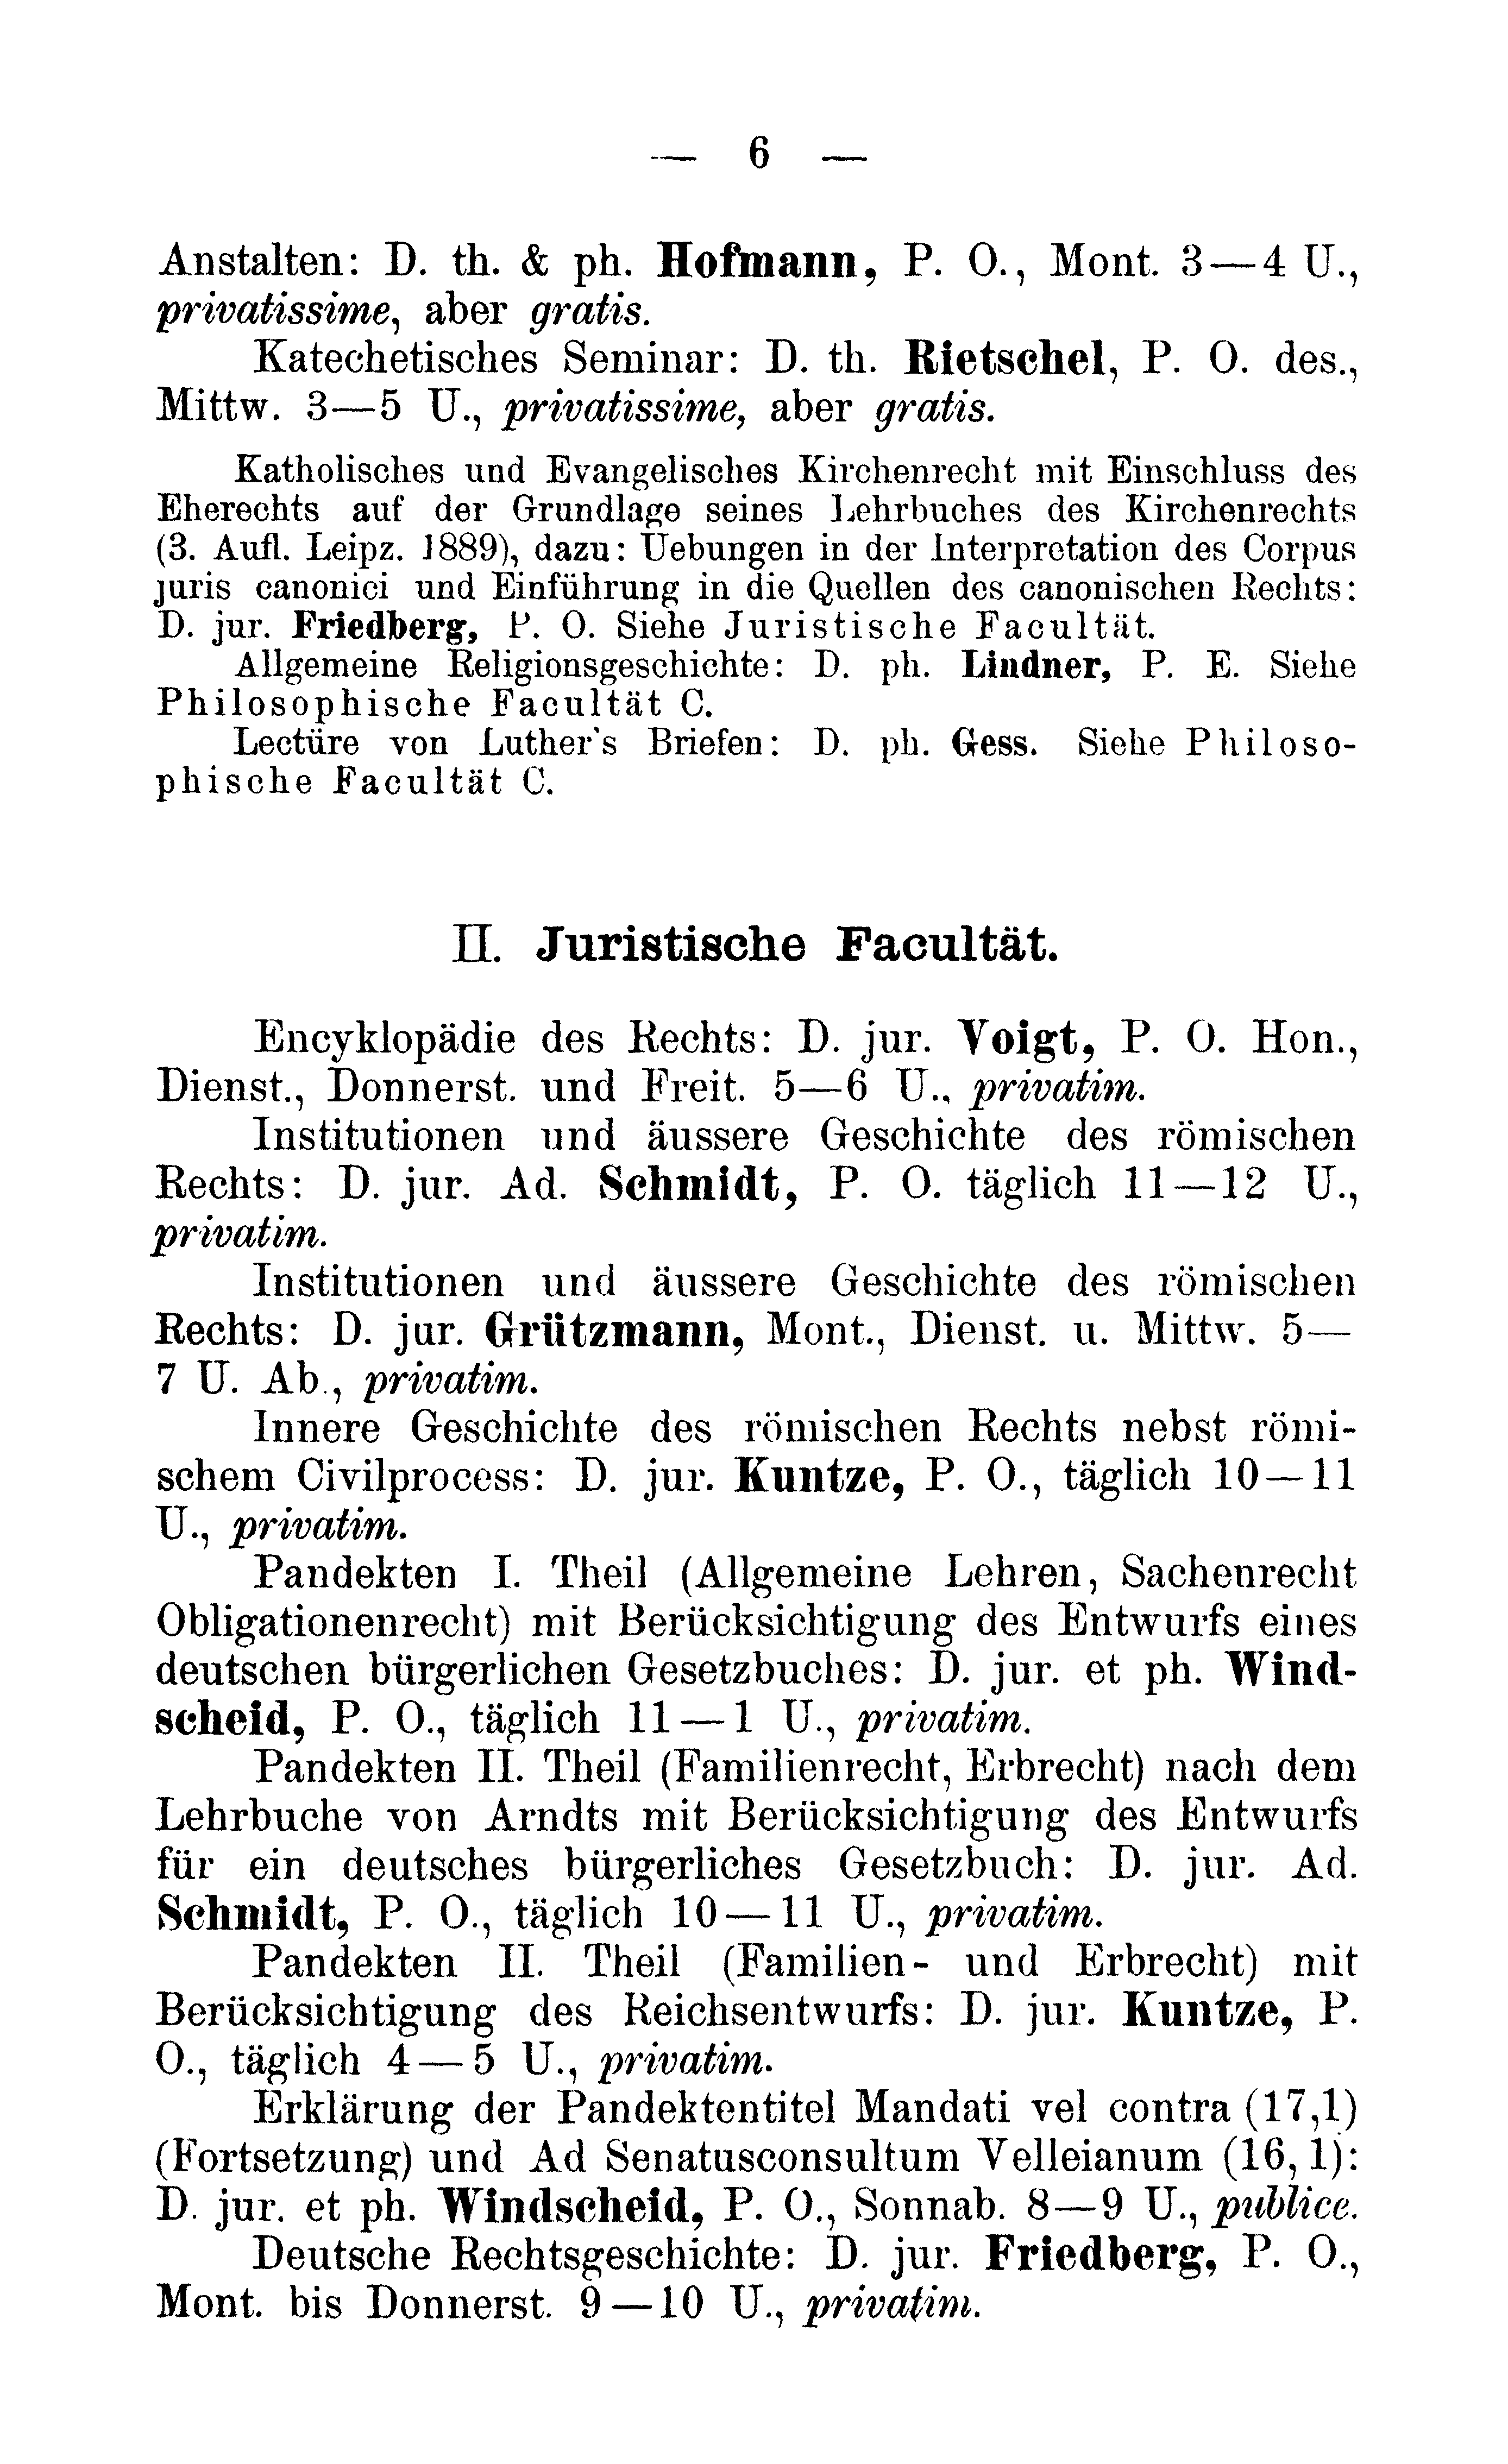 — 6 —
Anstalten: D. th. & ph. Hofmann, P. O., Mont. 3—4 U.,
privatissime, aber gratis.
Katechetisches Seminar: D. th. Rietschel, P. O. des.,
Mittw. 3—5 U., privatissime, aber gratis.
Katholisches und Evangelisches Kirchenrecht mit Einschluss des
Eherechts auf der Grundlage seines Lehrbuches des Kirchenrechts
(3. Aufl. Leipz. 1889), dazu: Uebungen in der Interpretation des Corpus
juris canonici und Einführung in die Quellen des canonischen Rechts:
D. jur. Friedberg, P. O. Siehe Juristische Facultät.
Allgemeine Religionsgeschichte: D. ph. Lindner, P. E. Siehe
Philosophische Facultät C.
Lectüre von Luther's Briefen: D. ph. Gess. Siehe Philoso-
phische Facultät C.
II. Juristische Facultät.
Encyklopädie des Rechts: D. jur. Voigt, P. O. Hon.,
Dienst., Donnerst. und Freit. 5—6 U., privatim.
Institutionen und äussere Geschichte des römischen
Rechts: D. jur. Ad. Schmidt, P. O. täglich 11—12 U.,
privatim.
Institutionen und äussere Geschichte des römischen
Rechts: D. jur. Grützmann, Mont., Dienst. u. Mittw. 5—
7 U. Ab., privatim.
Innere Geschichte des römischen Rechts nebst römi-
schem Civilprocess: D. jur. Kuntze, P. O., täglich 10—11
U., privatim.
Pandekten I. Theil (Allgemeine Lehren, Sachenrecht
Obligationenrecht) mit Berücksichtigung des Entwurfs eines
deutschen bürgerlichen Gesetzbuches: D. jur. et ph. Wind-
scheid, P. O., täglich 11—1 U., privatim.
Pandekten II. Theil (Familienrecht, Erbrecht) nach dem
Lehrbuche von Arndts mit Berücksichtigung des Entwurfs
für ein deutsches bürgerliches Gesetzbuch: D. jur. Ad.
Schmidt, P. O., täglich 10—11 U., privatim.
Pandekten II. Theil (Familien- und Erbrecht) mit
Berücksichtigung des Reichsentwurfs: D. jur. Kuntze, P.
O., täglich 4—5 U., privatim.
Erklärung der Pandektentitel Mandati vel contra (17,1)
(Fortsetzung) und Ad Senatusconsultum Velleianum (16,1):
D. jur. et ph. Windscheid, P. O., Sonnab. 8—9 U., publice.
Deutsche Rechtsgeschichte: D. jur. Friedberg, P. O.,
Mont. bis Donnerst. 9—10 U., privatim.